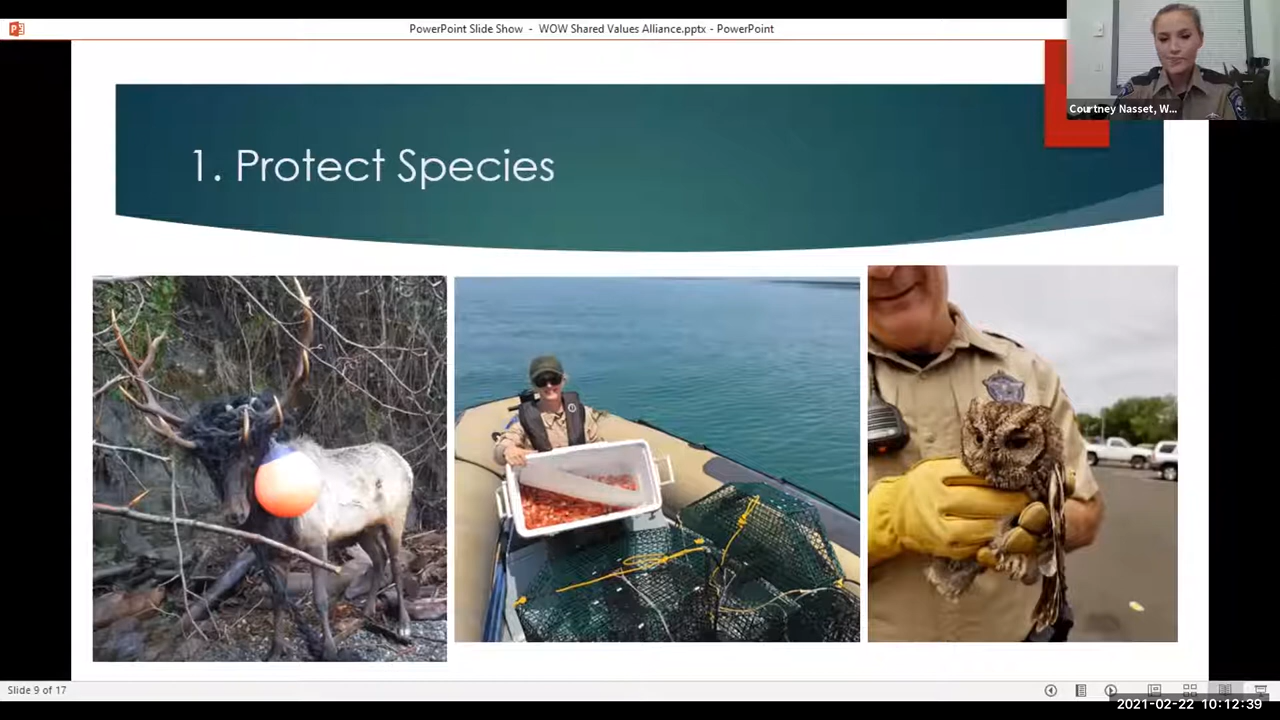 PowerPoint Slide Show - WOW Shared Values Alliance.pptx - PowerPoint
Courtney Nasset, W...
1. Protect Species
Slide 9 of 17
2021-02-22 10:12:39